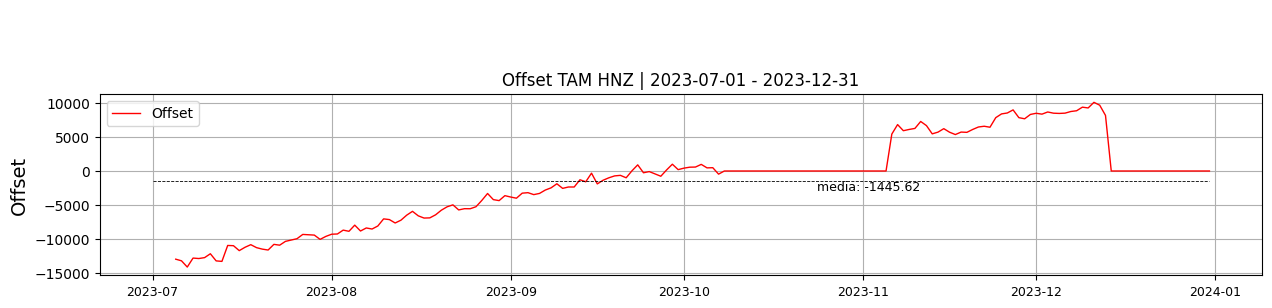 Offset TAM HNZ | 2023-07-01 - 2023-12-31
Offset
10000
5000
0
−5000
−10000
−15000
Offset
media: -1445.62
2023-07 2023-08 2023-09 2023-10 2023-11 2023-12 2024-01